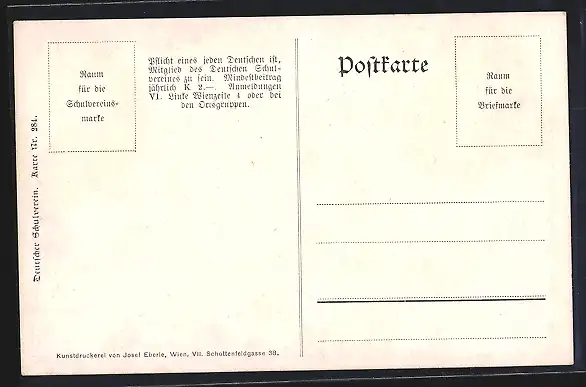 Raum
für die
Schulvereins-
marke
Pflicht eines jeden Deutschen ist,
Mitglied des Deutschen Schul-
vereines zu sein. Mindestbeitrag
jährlich K 2.—. Anmeldungen
VI. Linke Wienzeile 4 oder bei
den Ortsgruppen.
Postkarte
Raum
für die
Briefmarke
Deutscher Schulverein. Karte Nr. 284.
Kunstdruckerei von Josef Eberle, Wien, VII. Schottenfeldgasse 38.